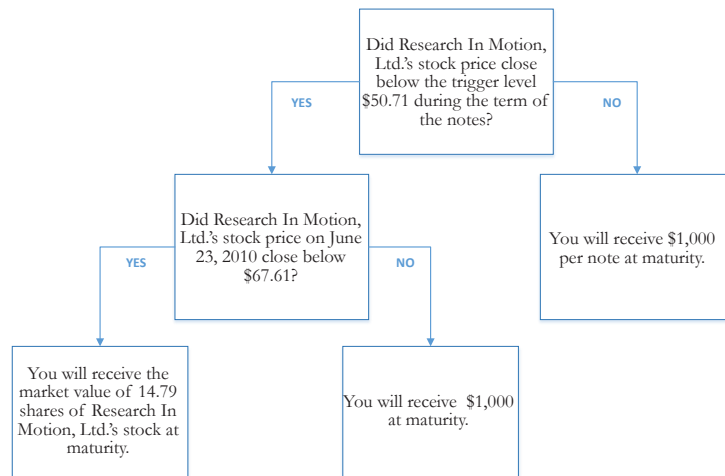 Did Research In Motion,
Ltd.'s stock price close
below the trigger level
$50.71 during the term of
the notes?
YES
NO
Did Research In Motion,
Ltd.'s stock price on June
23, 2010 close below
$67.61?
You will receive $1,000
per note at maturity.
YES
NO
You will receive the
market value of 14.79
shares of Research In
Motion, Ltd.'s stock at
maturity.
You will receive $1,000
at maturity.